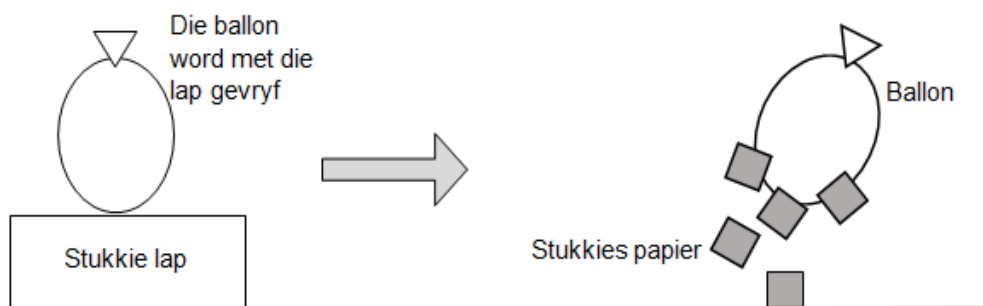 Die ballon
word met die
lap gevryf
Ballon
Stukkie lap
Stukkies papier